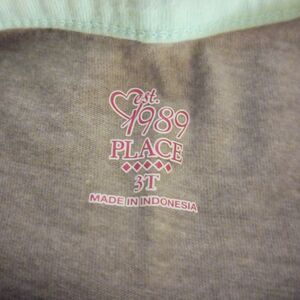 est.
1989
PLACE
3T
MADE IN INDONESIA